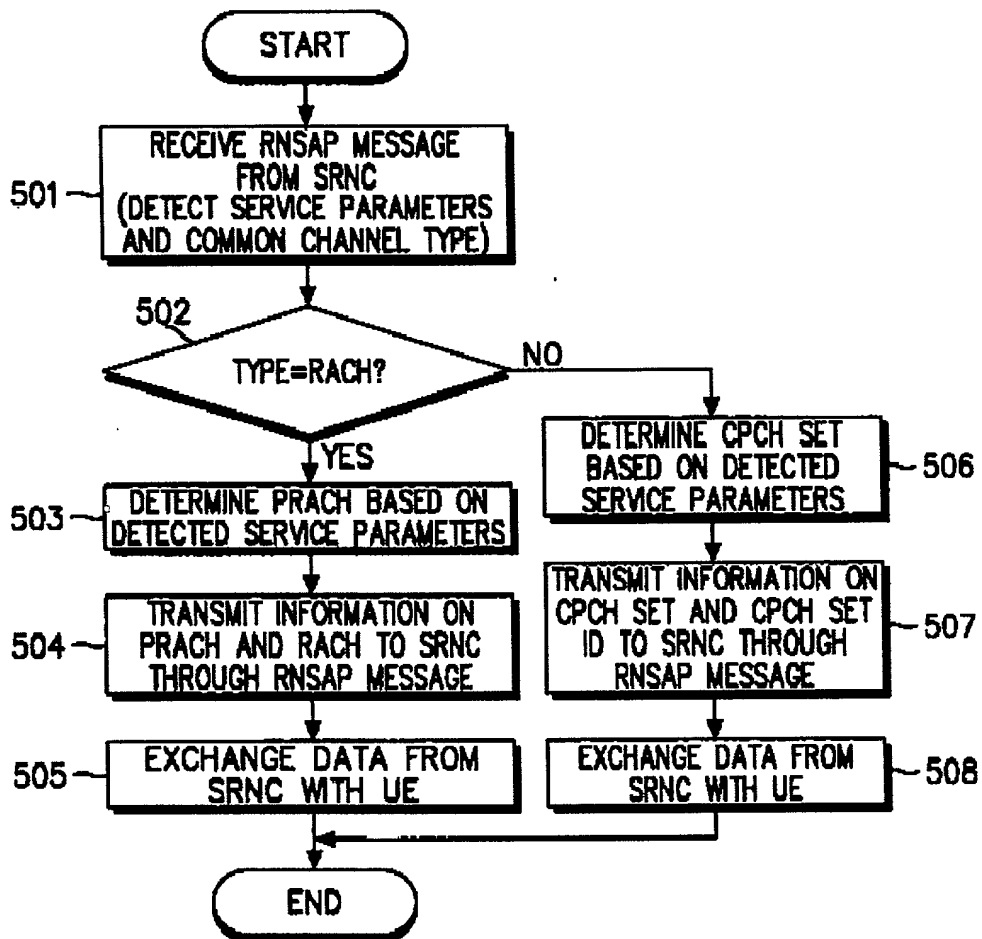 START
501
RECEIVE RNSAP MESSAGE
FROM SRNC
(DETECT SERVICE PARAMETERS
AND COMMON CHANNEL TYPE)
502
TYPE=RACH?
NO
YES
503
DETERMINE PRACH BASED ON
DETECTED SERVICE PARAMETERS
504
TRANSMIT INFORMATION ON
PRACH AND RACH TO SRNC
THROUGH RNSAP MESSAGE
505
EXCHANGE DATA FROM
SRNC WITH UE
DETERMINE CPCH SET
BASED ON DETECTED
SERVICE PARAMETERS
506
TRANSMIT INFORMATION ON
CPCH SET AND CPCH SET
ID TO SRNC THROUGH
RNSAP MESSAGE
507
EXCHANGE DATA FROM
SRNC WITH UE
508
END